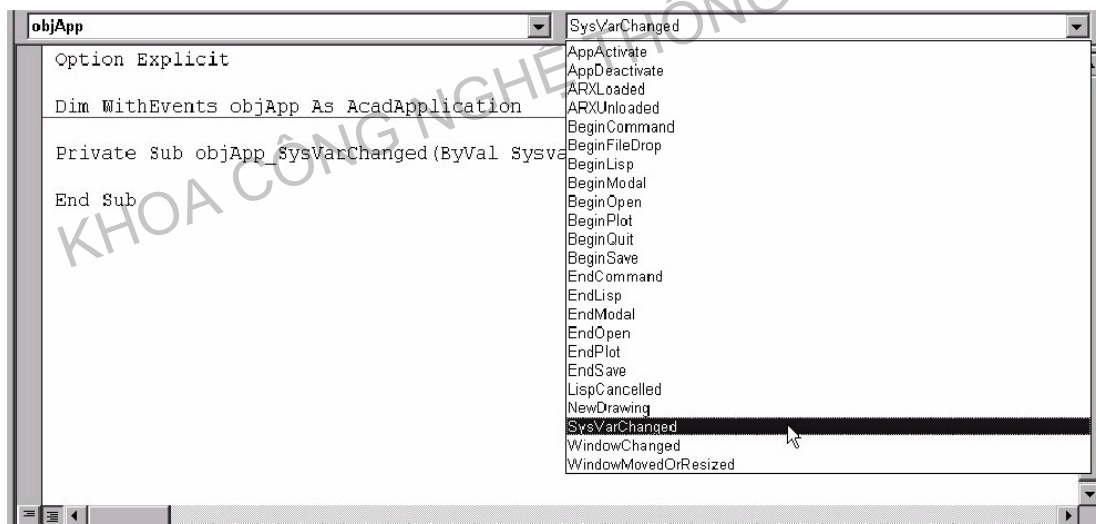 objApp
SysVarChanged
Option Explicit
Dim WithEvents objApp As AcadApplication
Private Sub objApp_SysVarChanged(ByVal Sysva
End Sub
AppActivate
AppDeactivate
ARXLoaded
ARXUnloaded
BeginCommand
BeginFileDrop
BeginLisp
BeginModal
BeginOpen
BeginPlot
BeginQuit
BeginSave
EndCommand
EndLisp
EndModal
EndOpen
EndPlot
EndSave
LispCancelled
NewDrawing
SysVarChanged
WindowChanged
WindowMovedOrResized
KHOA CÔNG NGHỆ THÔN